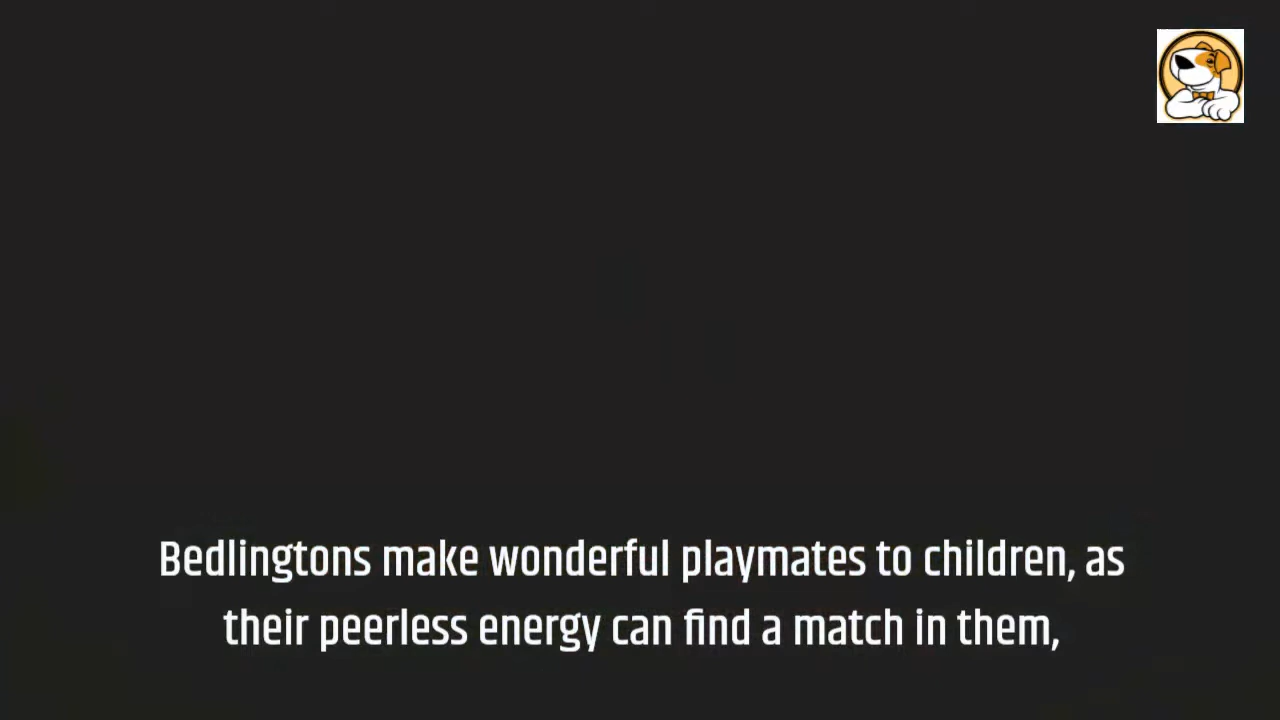 Bedlingtons make wonderful playmates to children, as
their peerless energy can find a match in them,